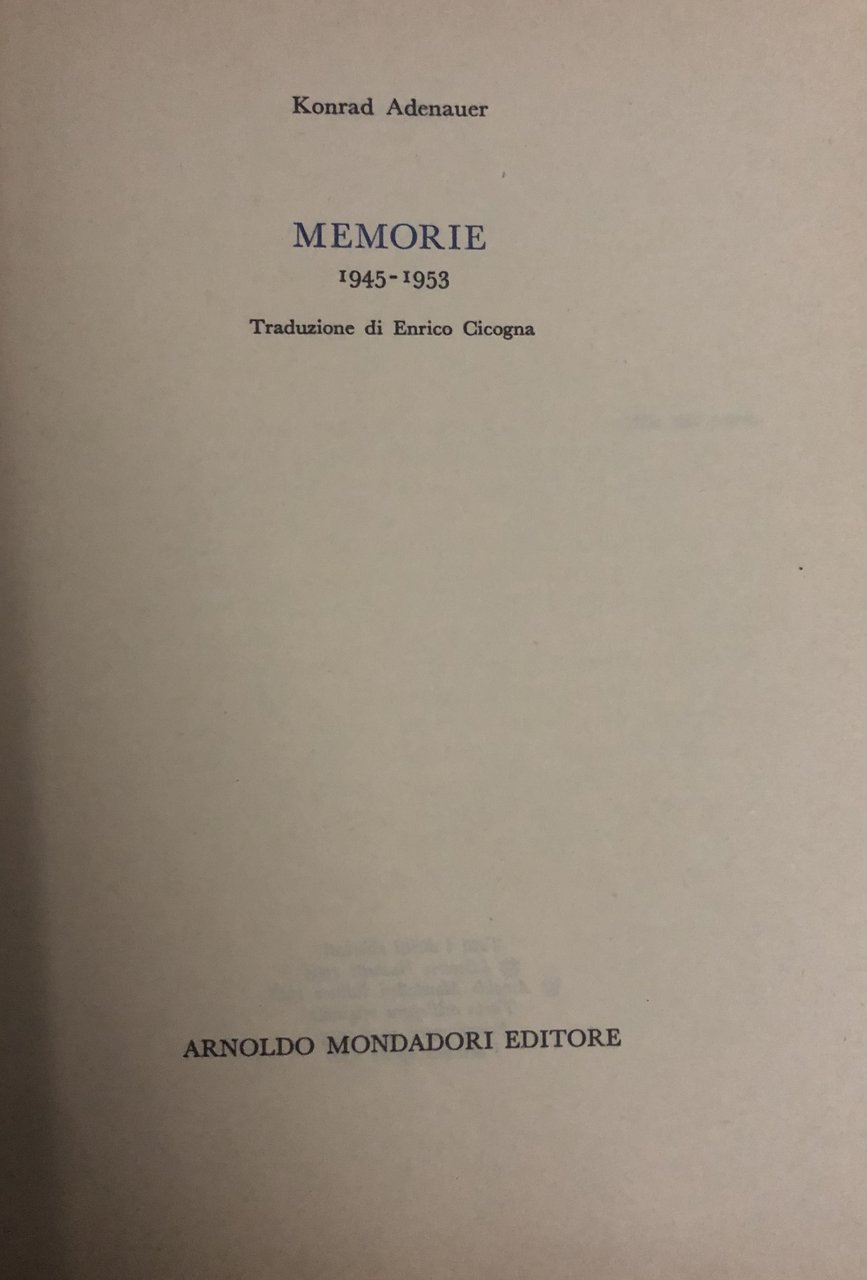 Konrad Adenauer
MEMORIE
1945-1953
Traduzione di Enrico Cicogna
ARNOLDO MONDADORI EDITORE